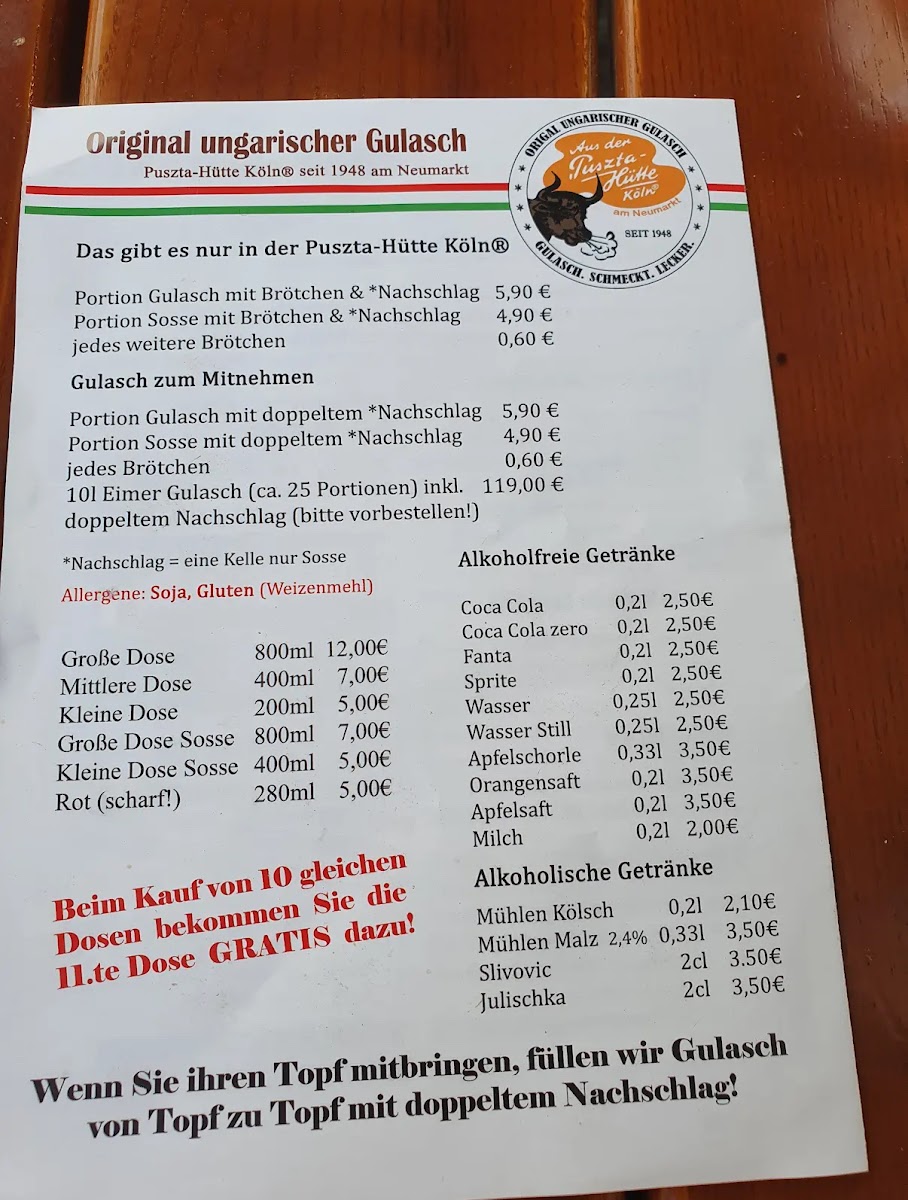 Original ungarischer Gulasch
Puszta-Hütte Köln® seit 1948 am Neumarkt
ORIGAL UNGARISCHER GULASCH
Aus der
Puszta-
Hütte
Köln®
am Neumarkt
SEIT 1948
GULASCH. SCHMECKT. LECKER.
Das gibt es nur in der Puszta-Hütte Köln®
Portion Gulasch mit Brötchen & *Nachschlag 5,90 €
Portion Sosse mit Brötchen & *Nachschlag 4,90 €
jedes weitere Brötchen 0,60 €
Gulasch zum Mitnehmen
Portion Gulasch mit doppeltem *Nachschlag 5,90 €
Portion Sosse mit doppeltem *Nachschlag 4,90 €
jedes Brötchen 0,60 €
10l Eimer Gulasch (ca. 25 Portionen) inkl. 119,00 €
doppeltem Nachschlag (bitte vorbestellen!)
*Nachschlag = eine Kelle nur Sosse
Allergene: Soja, Gluten (Weizenmehl)
Große Dose 800ml 12,00€
Mittlere Dose 400ml 7,00€
Kleine Dose 200ml 5,00€
Große Dose Sosse 800ml 7,00€
Kleine Dose Sosse 400ml 5,00€
Rot (scharf!) 280ml 5,00€
Beim Kauf von 10 gleichen
Dosen bekommen Sie die
11.te Dose GRATIS dazu!
Alkoholfreie Getränke
Coca Cola 0,2l 2,50€
Coca Cola zero 0,2l 2,50€
Fanta 0,2l 2,50€
Sprite 0,2l 2,50€
Wasser 0,25l 2,50€
Wasser Still 0,25l 2,50€
Apfelschorle 0,33l 3,50€
Orangensaft 0,2l 3,50€
Apfelsaft 0,2l 3,50€
Milch 0,2l 2,00€
Alkoholische Getränke
Mühlen Kölsch 0,2l 2,10€
Mühlen Malz 2,4% 0,33l 3,50€
Slivovic 2cl 3.50€
Julischka 2cl 3,50€
Wenn Sie ihren Topf mitbringen, füllen wir Gulasch
von Topf zu Topf mit doppeltem Nachschlag!